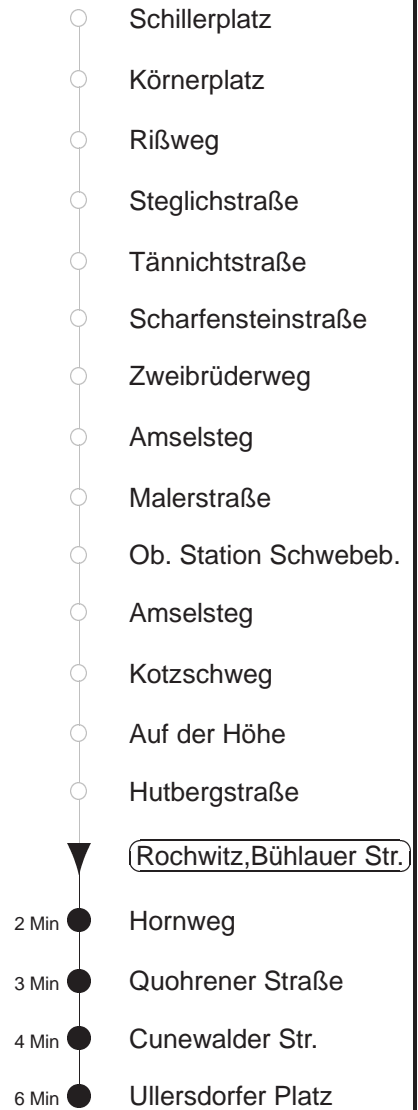 Schillerplatz
Körnerplatz
Rißweg
Steglichstraße
Tännichtstraße
Scharfensteinstraße
Zweibrüderweg
Amselsteg
Malerstraße
Ob. Station Schwebeb.
Amselsteg
Kotzschweg
Auf der Höhe
Hutbergstraße
Rochwitz,Bühlauer Str.
2 Min Hornweg
3 Min Quohrener Straße
4 Min Cunewalder Str.
6 Min Ullersdorfer Platz